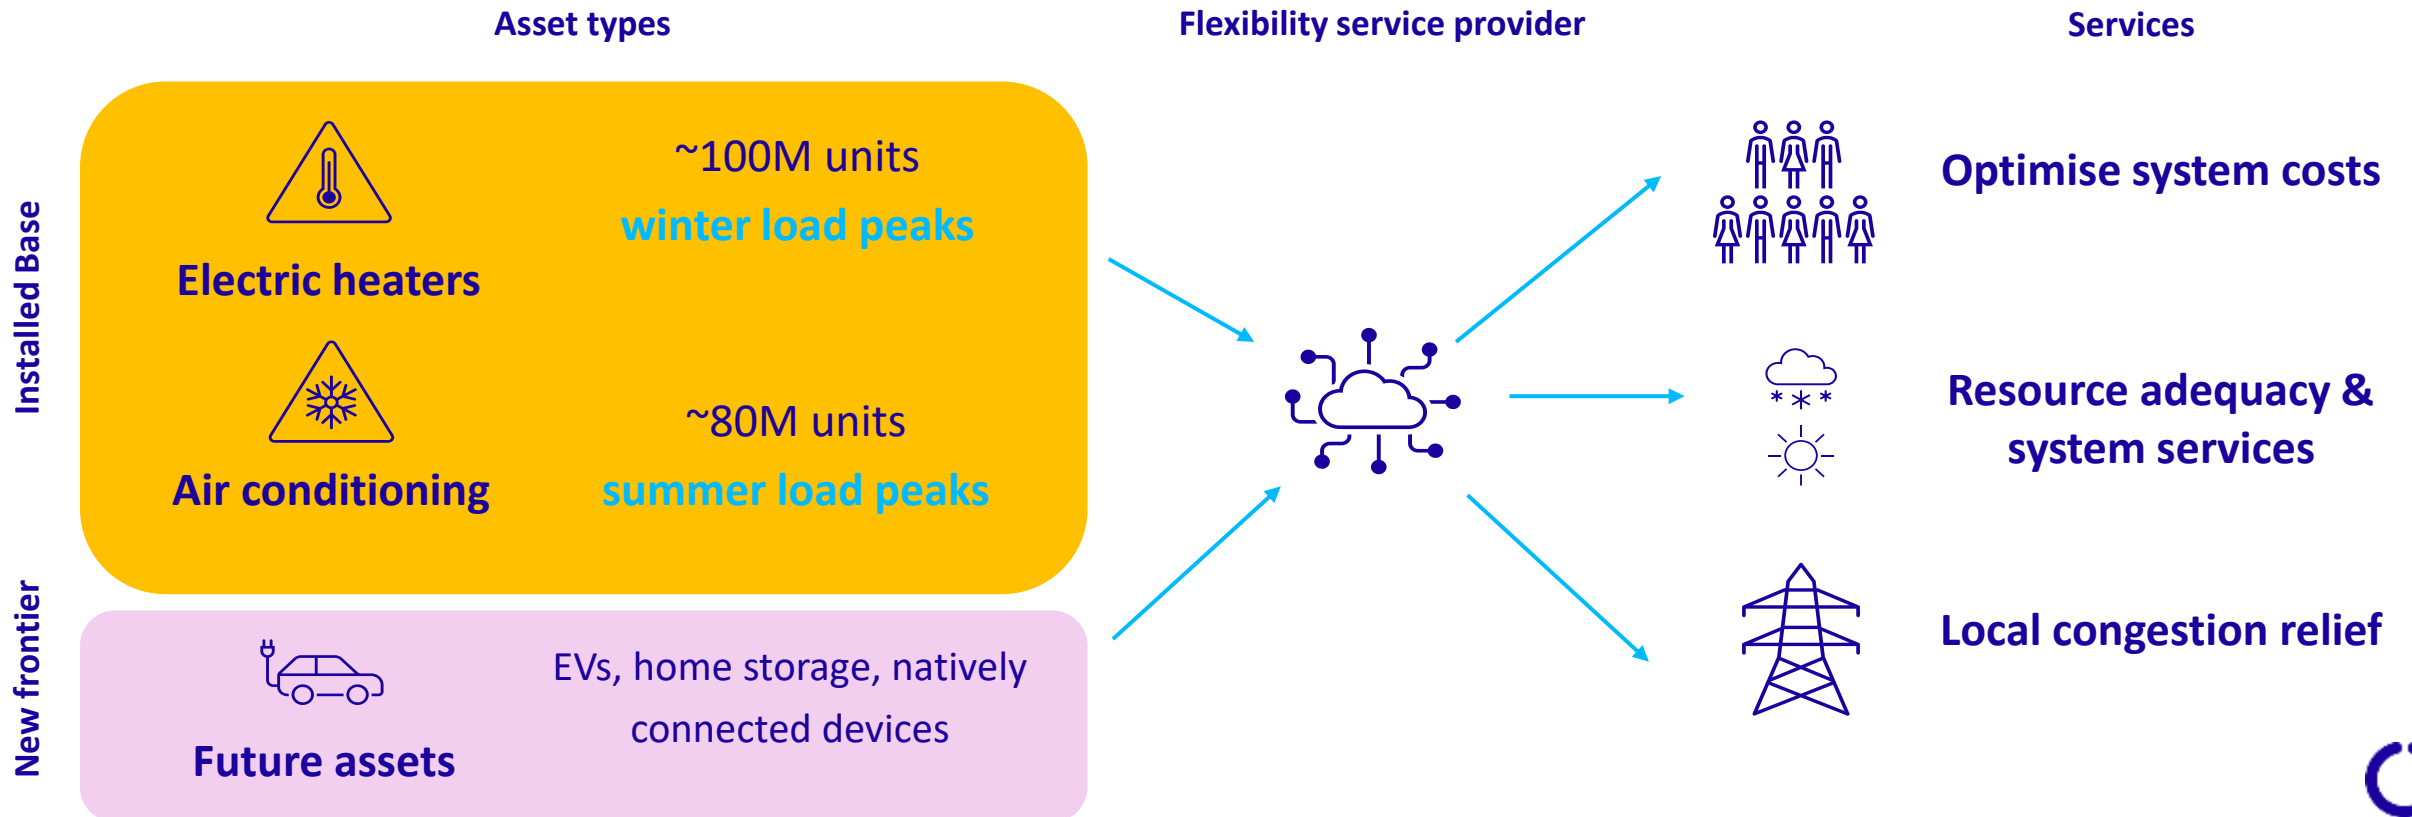 Asset types
Flexibility service provider
Services
Installed Base
~100M units
winter load peaks
Electric heaters
~80M units
Air conditioning
summer load peaks
New frontier
EVs, home storage, natively
connected devices
Future assets
Optimise system costs
Resource adequacy &
system services
Local congestion relief